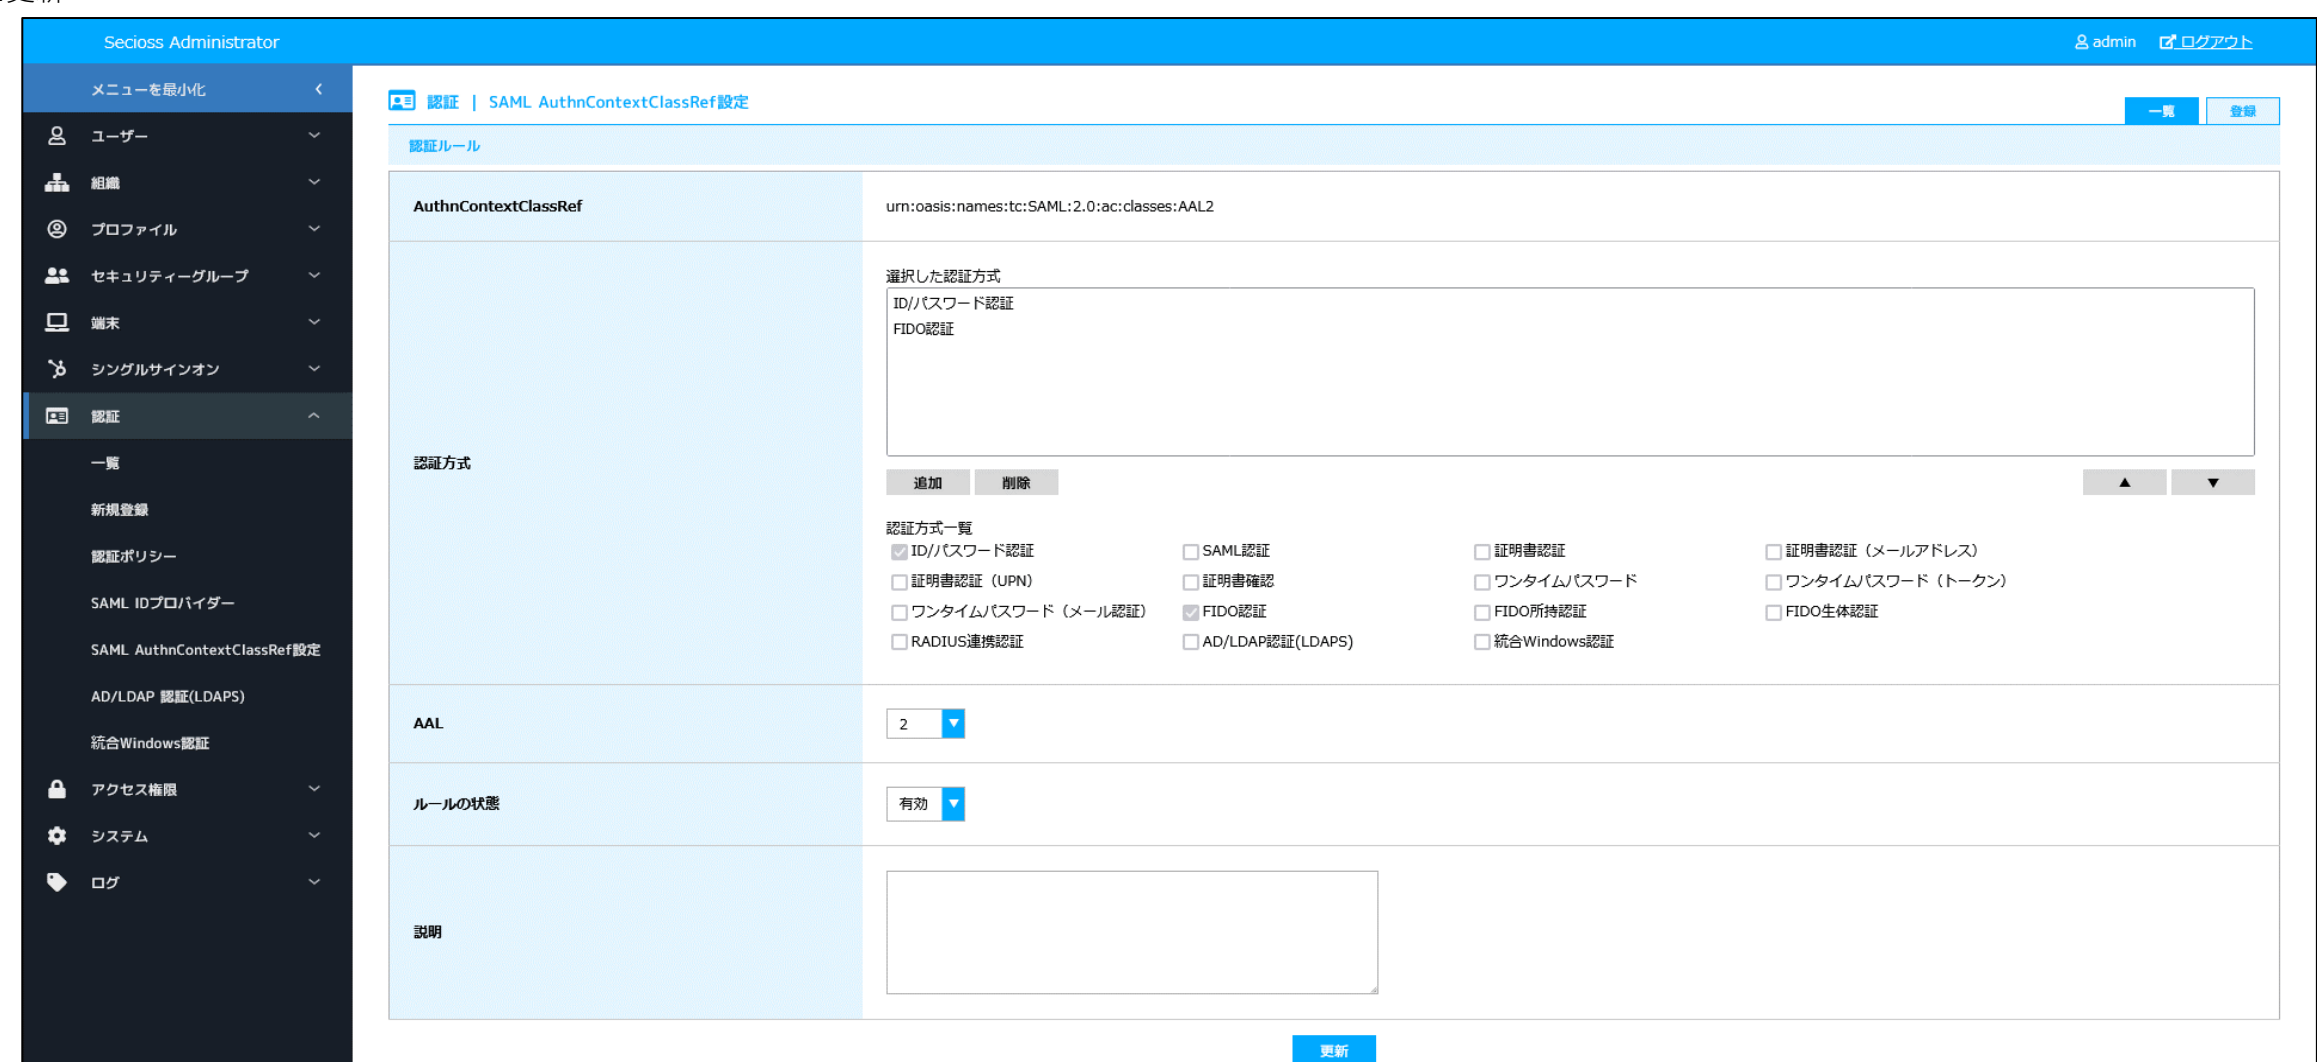 Secioss Administrator
admin ログアウト
メニューを最小化
ユーザー
組織
プロファイル
セキュリティーグループ
端末
シングルサインオン
認証
一覧
新規登録
認証ポリシー
SAML IDプロバイダー
SAML AuthnContextClassRef設定
AD/LDAP 認証(LDAPS)
統合Windows認証
アクセス権限
システム
ログ
認証 | SAML AuthnContextClassRef設定
一覧 登録
認証ルール
AuthnContextClassRef urn:oasis:names:tc:SAML:2.0:ac:classes:AAL2
認証方式
選択した認証方式
ID/パスワード認証
FIDO認証
追加 削除 ▲ ▼
認証方式一覧
ID/パスワード認証 SAML認証 証明書認証 証明書認証（メールアドレス）
証明書認証（UPN） 証明書確認 ワンタイムパスワード ワンタイムパスワード（トークン）
ワンタイムパスワード（メール認証） FIDO認証 FIDO所持認証 FIDO生体認証
RADIUS連携認証 AD/LDAP認証(LDAPS) 統合Windows認証
AAL 2
ルールの状態 有効
説明
更新